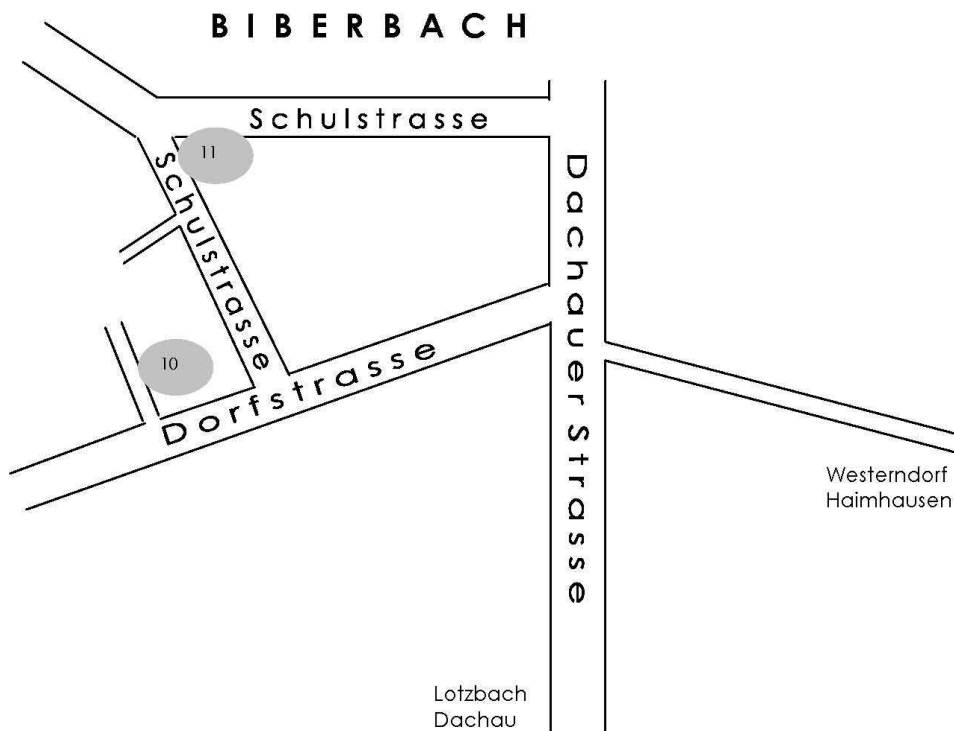 BIBERBACH
Schulstrasse
11
Schulstrasse
Dachauer Strasse
10
Dorfstrasse
Westerndorf
Haimhausen
Lotzbach
Dachau